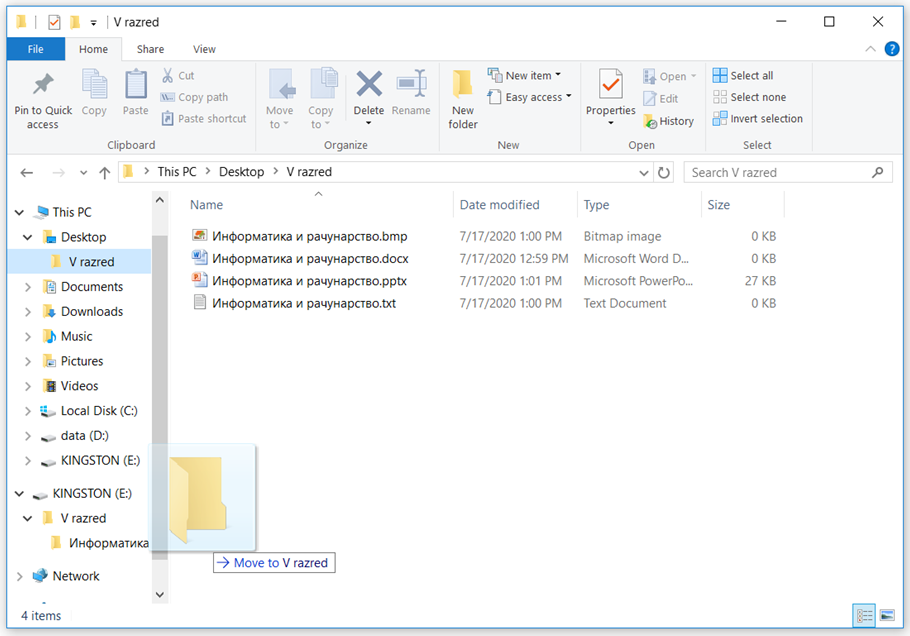 V razred
File Home Share View
Pin to Quick access
Copy
Paste
Cut
Copy path
Paste shortcut
Clipboard
Move to
Copy to
Delete
Rename
Organize
New folder
New item
Easy access
New
Properties
Open
Edit
History
Open
Select all
Select none
Invert selection
Select
This PC > Desktop > V razred
Search V razred
This PC
Desktop
V razred
Documents
Downloads
Music
Pictures
Videos
Local Disk (C:)
data (D:)
KINGSTON (E:)
KINGSTON (E:)
V razred
Информатика
Network
Name Date modified Type Size
Информатика и рачунарство.bmp 7/17/2020 1:00 PM Bitmap image 0 KB
Информатика и рачунарство.docx 7/17/2020 12:59 PM Microsoft Word D... 0 KB
Информатика и рачунарство.pptx 7/17/2020 1:01 PM Microsoft PowerPo... 27 KB
Информатика и рачунарство.txt 7/17/2020 1:00 PM Text Document 0 KB
Move to V razred
4 items